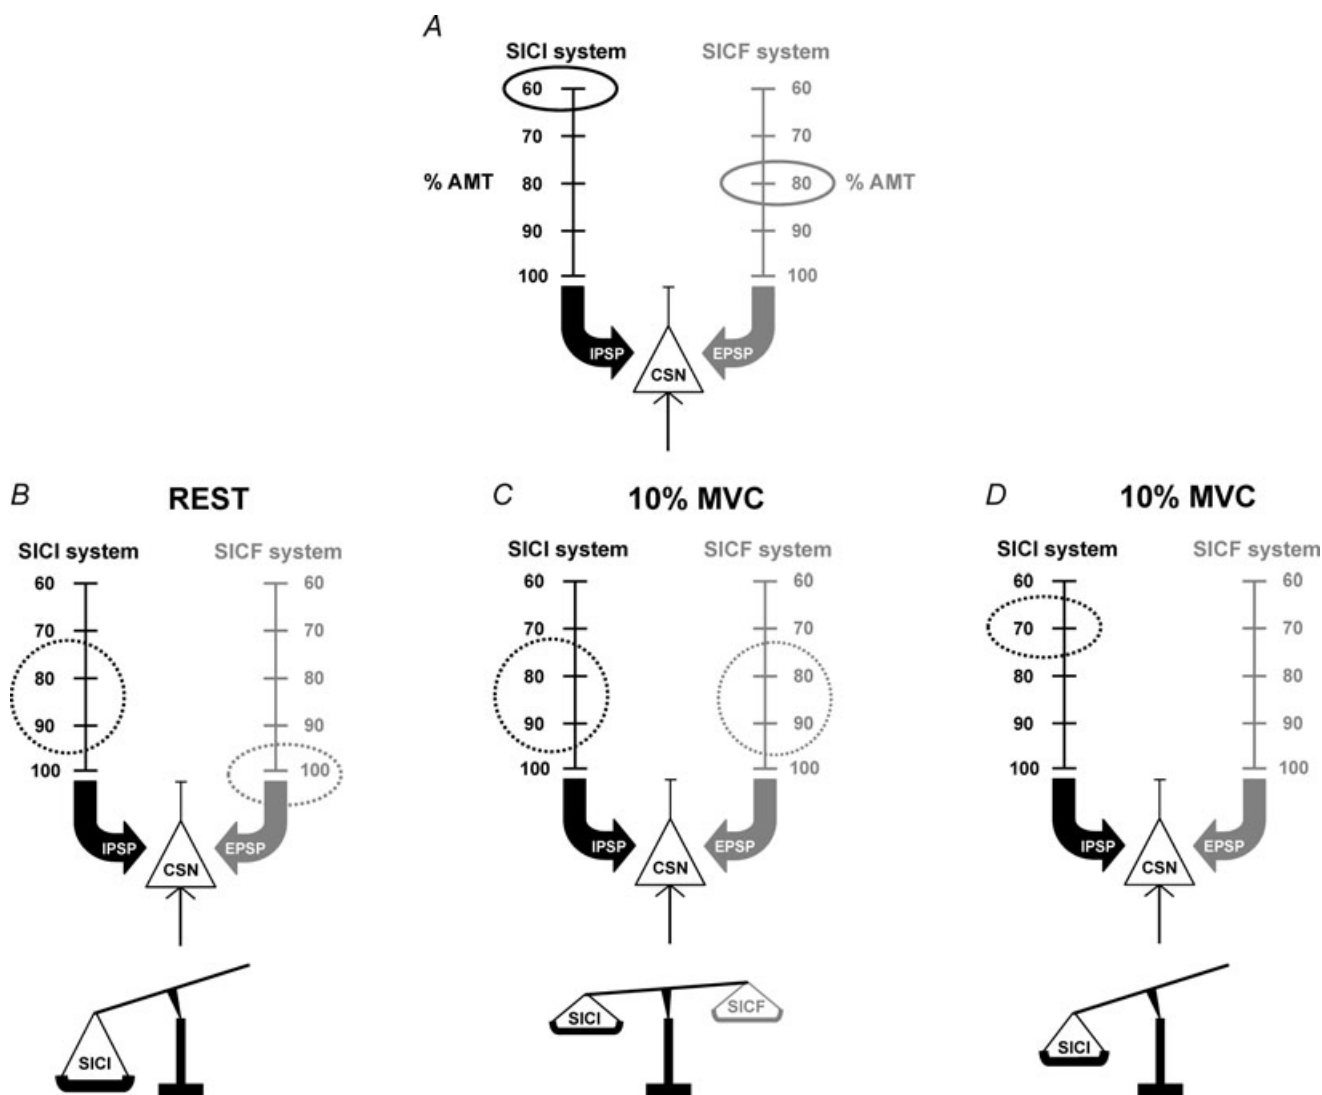 A
SICI system SICF system
60 60
70 70
% AMT 80 80 % AMT
90 90
100 100
IPSP EPSP
CSN
B REST
SICI system SICF system
60 60
70 70
80 80
90 90
100 100
IPSP EPSP
CSN
SICI
C 10% MVC
SICI system SICF system
60 60
70 70
80 80
90 90
100 100
IPSP EPSP
CSN
SICI SICF
D 10% MVC
SICI system SICF system
60 60
70 70
80 80
90 90
100 100
IPSP EPSP
CSN
SICI